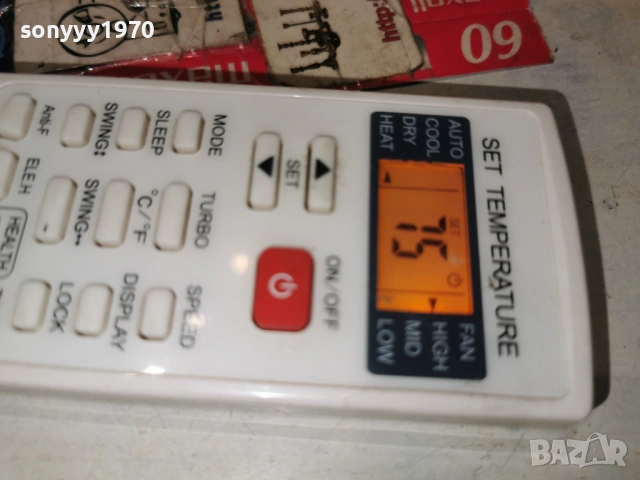 sonyyy1970
60
SET TEMPERATURE
AUTO
COOL
DRY
HEAT
FAN
HIGH
MID
LOW
SET
75
SET
ON/OFF
MODE
TURBO
SPEED
SLEEP
°C/°F
DISPLAY
SWING↕
SWING↔
LOCK
Anti-F
ELE.H
HEALTH
BAZAR